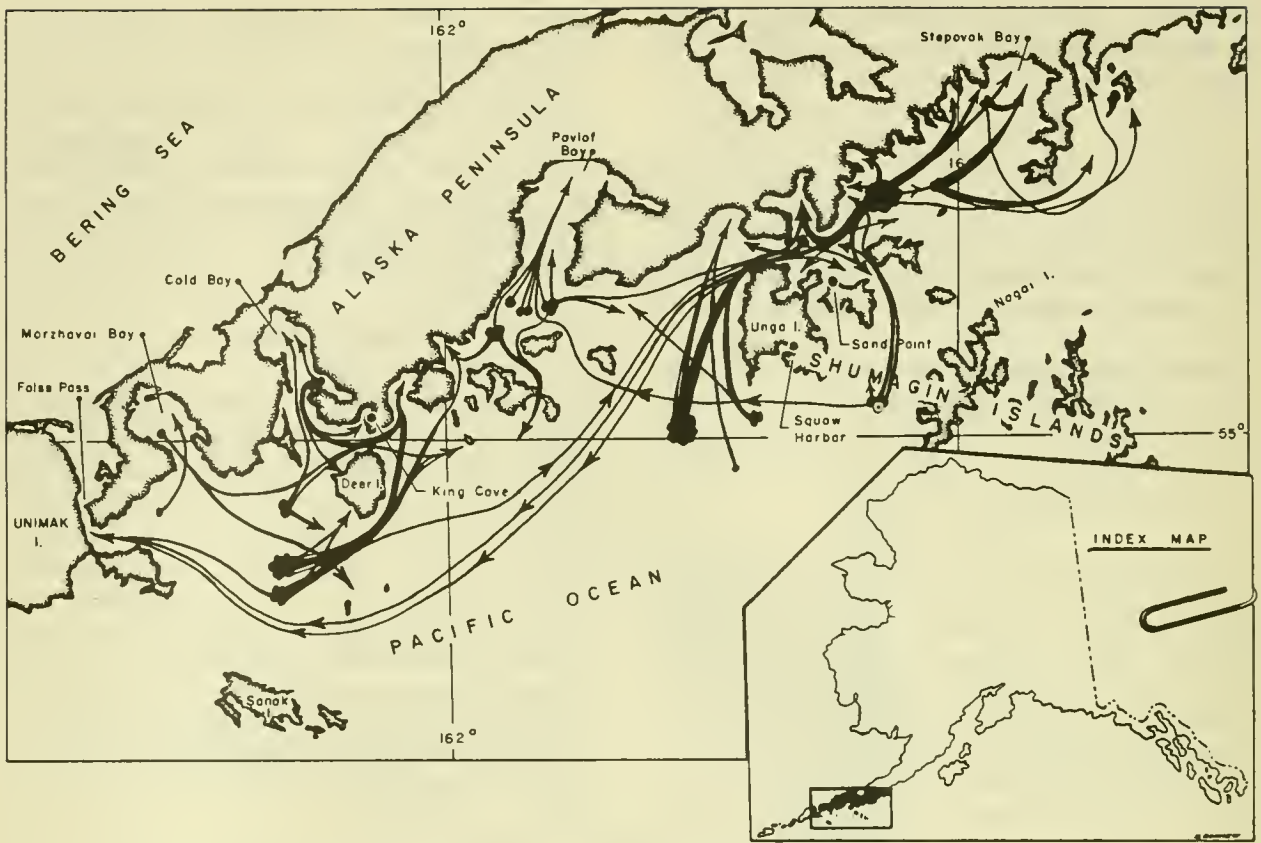 162°
Stepovak Bay
BERING SEA
ALASKA PENINSULA
Pavlof
Bay
16
Cold Bay
Morzhovoi Bay
False Pass
Nagai I.
Unga I.
Sand Point
SHUMAGIN ISLANDS
Squaw
Harbor
55°
Deer I.
King Cove
UNIMAK
I.
PACIFIC OCEAN
Sanak
I.
162°
INDEX MAP